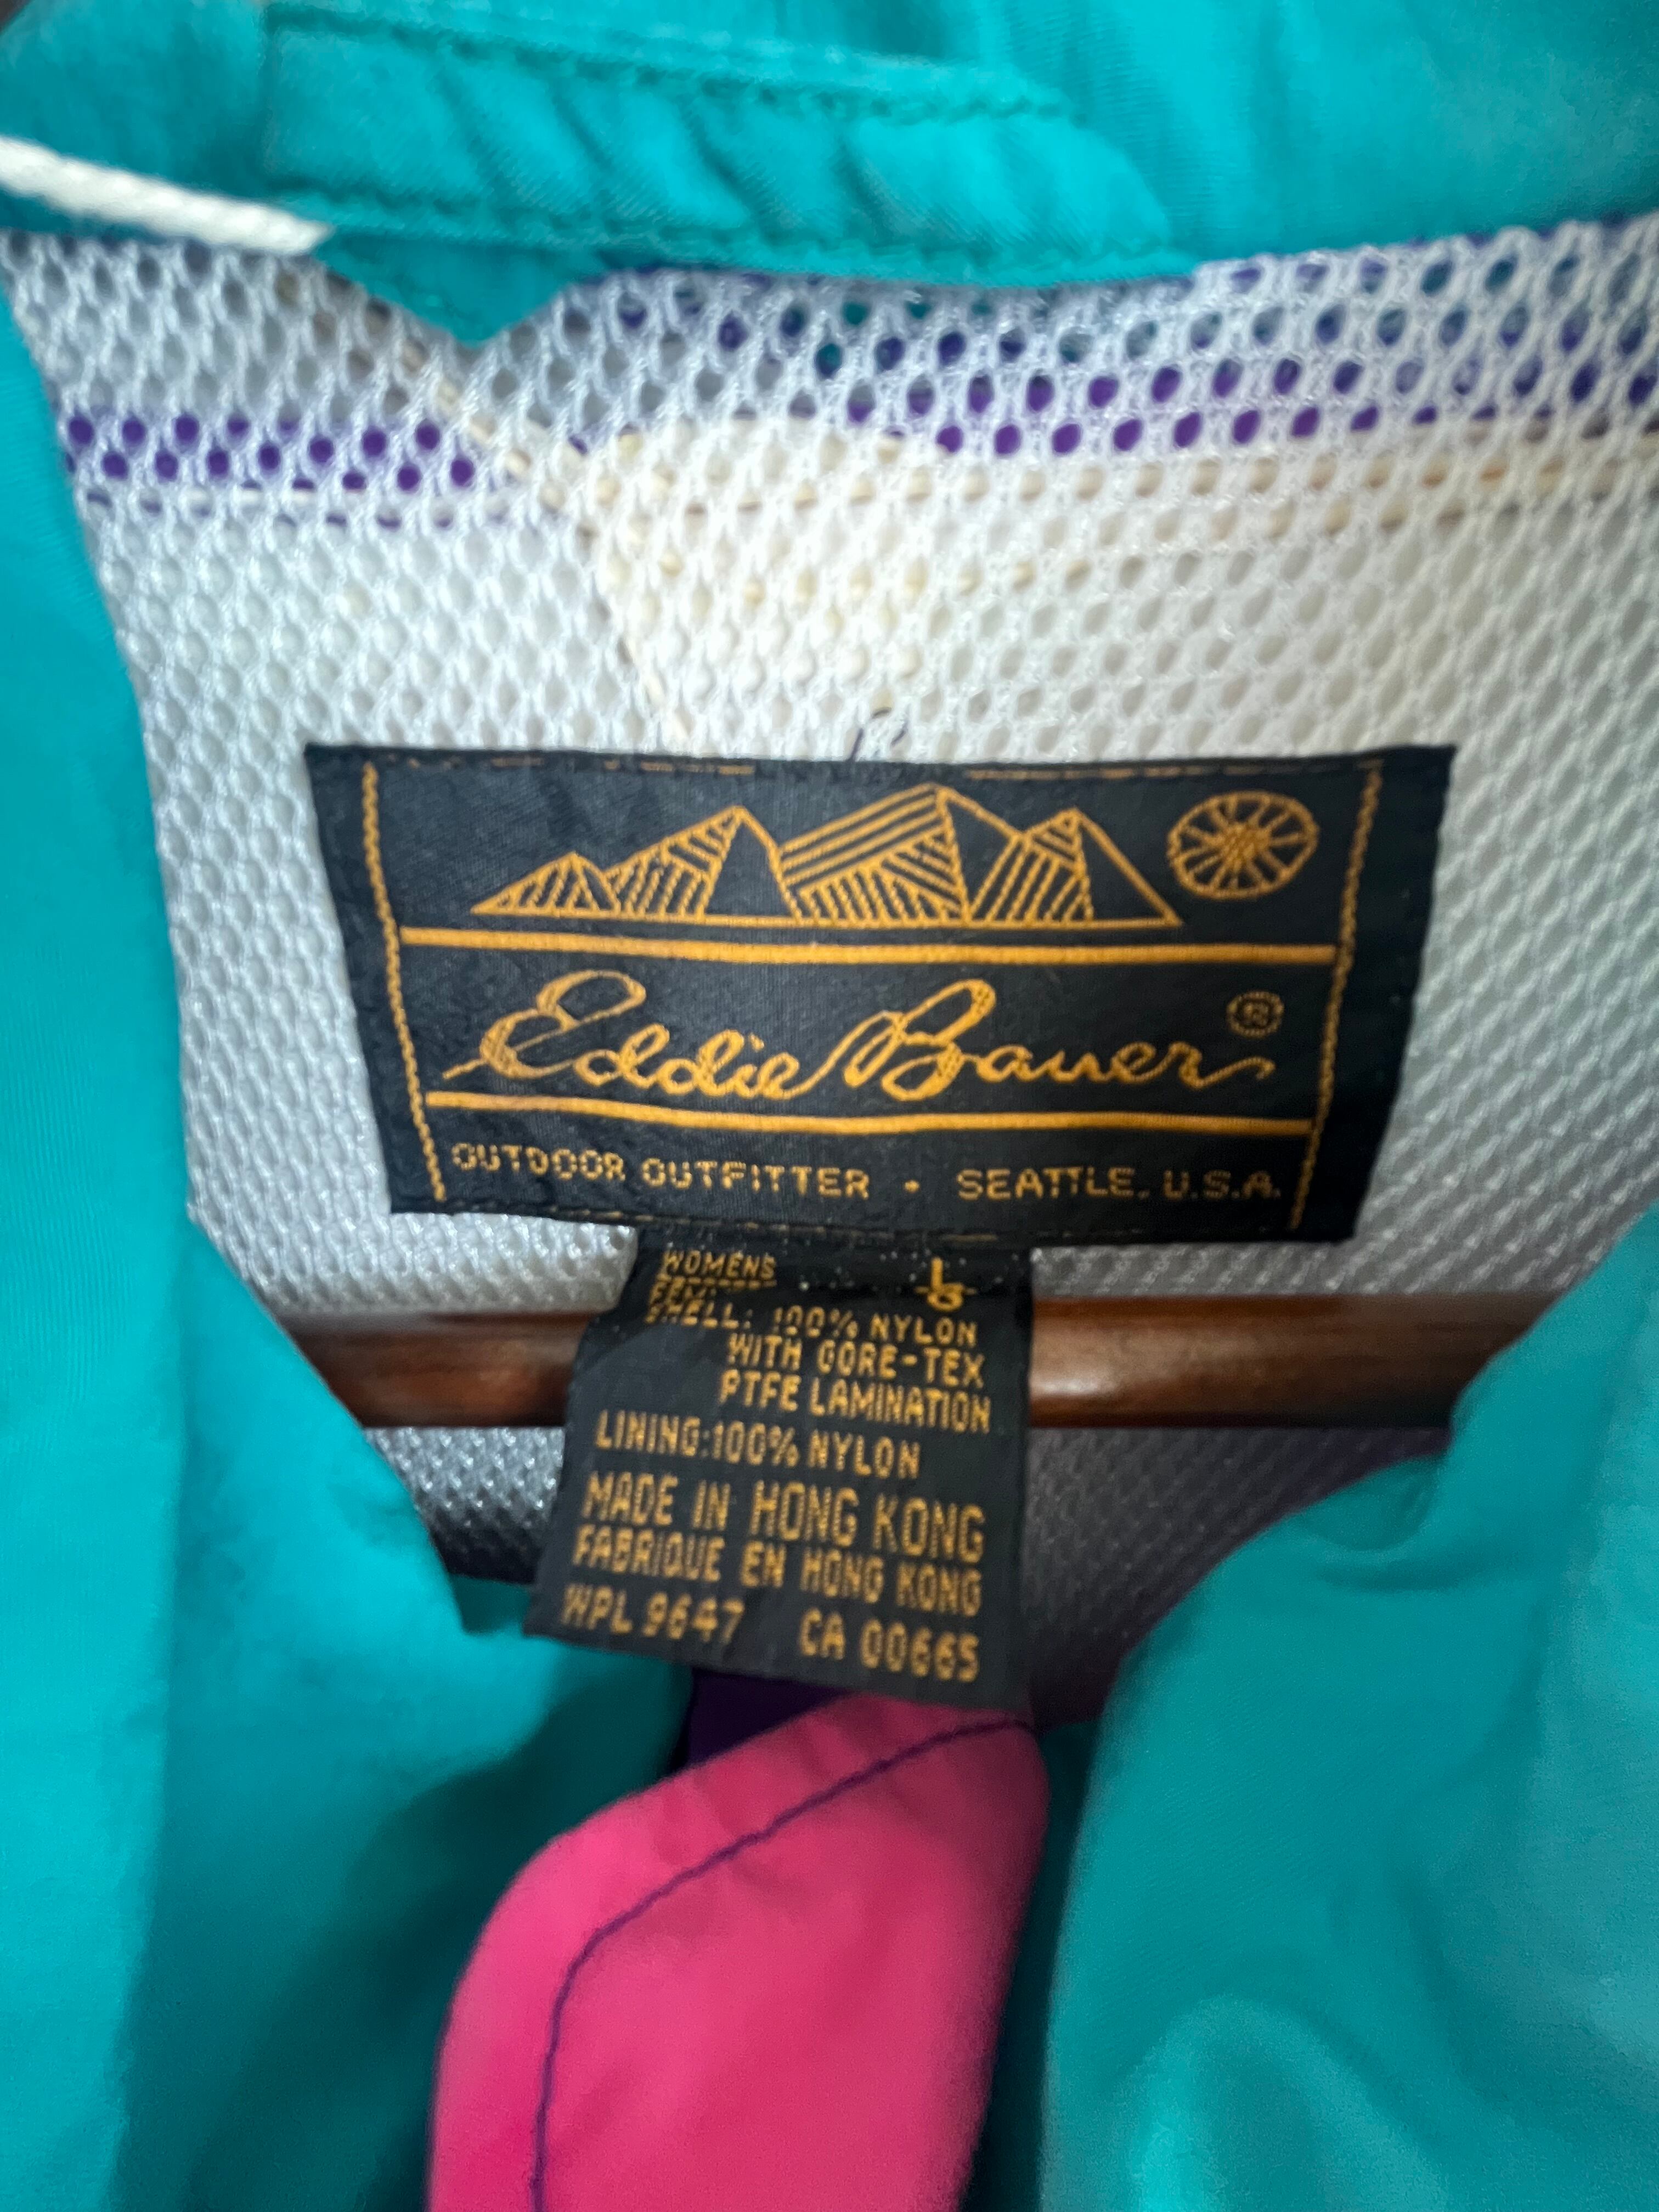 Eddie Bauer ®
OUTDOOR OUTFITTER · SEATTLE, U.S.A.
WOMENS L
G
SHELL: 100% NYLON
WITH GORE-TEX
PTFE LAMINATION
LINING:100% NYLON
MADE IN HONG KONG
FABRIQUE EN HONG KONG
WPL 9647 CA 00665